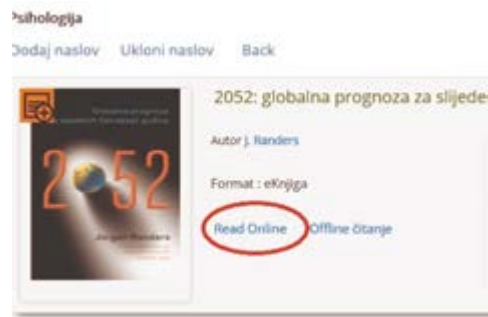 Psihologija
Dodaj naslov Ukloni naslov Back
2052: globalna prognoza za slijede
Autor J. Randers
Format : eKnjiga
Read Online Offline čitanje
2052
Jorgen Randers